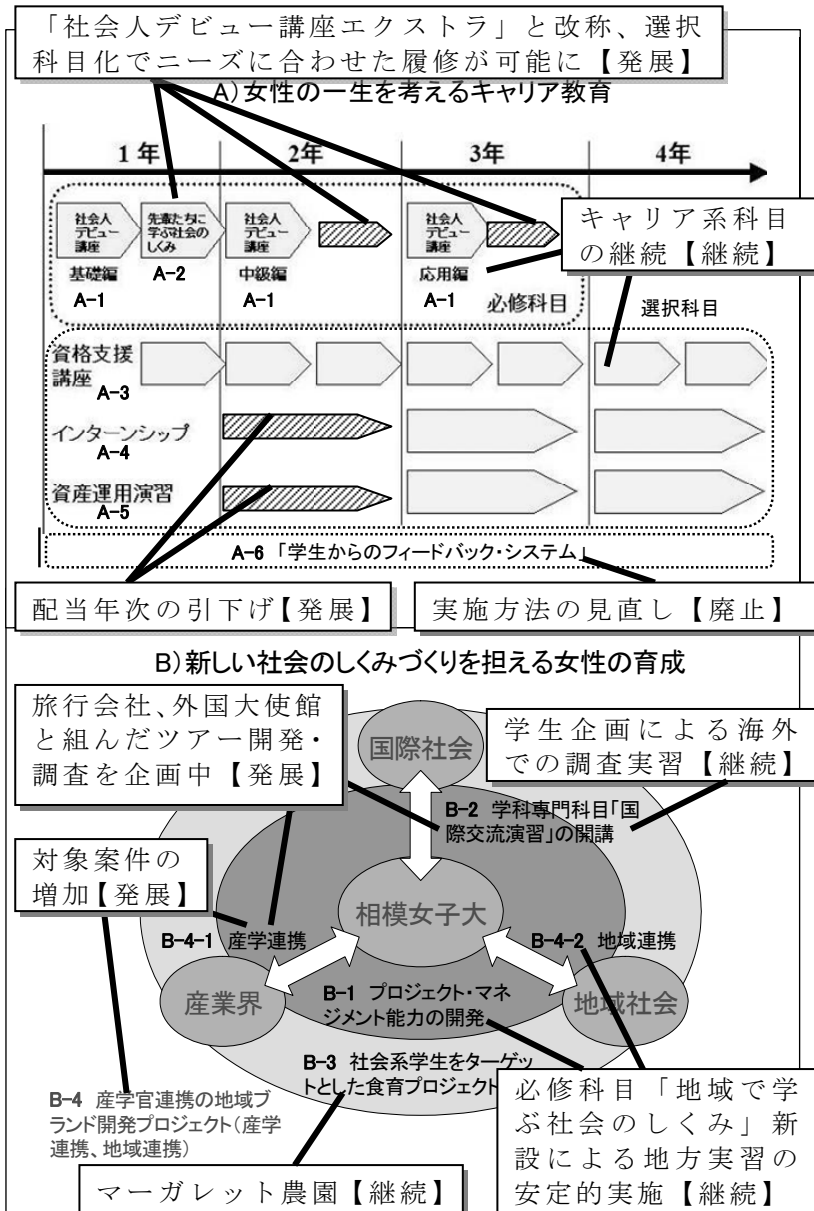 「社会人デビュー講座エクストラ」と改称、選択
科目化でニーズに合わせた履修が可能に【発展】
A)女性の一生を考えるキャリア教育
1年
2年
3年
4年
社会人
デビュー
講座
先輩たちに
学ぶ社会の
しくみ
社会人
デビュー
講座
社会人
デビュー
講座
キャリア系科目
の継続【継続】
基礎編
A-2
中級編
応用編
A-1
A-1
A-1
必修科目
選択科目
資格支援
講座
A-3
インターンシップ
A-4
資産運用演習
A-5
A-6 「学生からのフィードバック・システム」
配当年次の引下げ【発展】
実施方法の見直し【廃止】
B)新しい社会のしくみづくりを担える女性の育成
旅行会社、外国大使館
と組んだツアー開発・
調査を企画中【発展】
国際社会
学生企画による海外
での調査実習【継続】
B-2 学科専門科目「国
際交流演習」の開講
対象案件の
増加【発展】
相模女子大
B-4-1 産学連携
B-4-2 地域連携
産業界
B-1 プロジェクト・マネ
ジメント能力の開発
地域社会
B-3 社会系学生をターゲッ
トとした食育プロジェクト
B-4 産学官連携の地域ブ
ランド開発プロジェクト(産学
連携、地域連携)
必修科目「地域で学
ぶ社会のしくみ」新
設による地方実習の
安定的実施【継続】
マーガレット農園【継続】